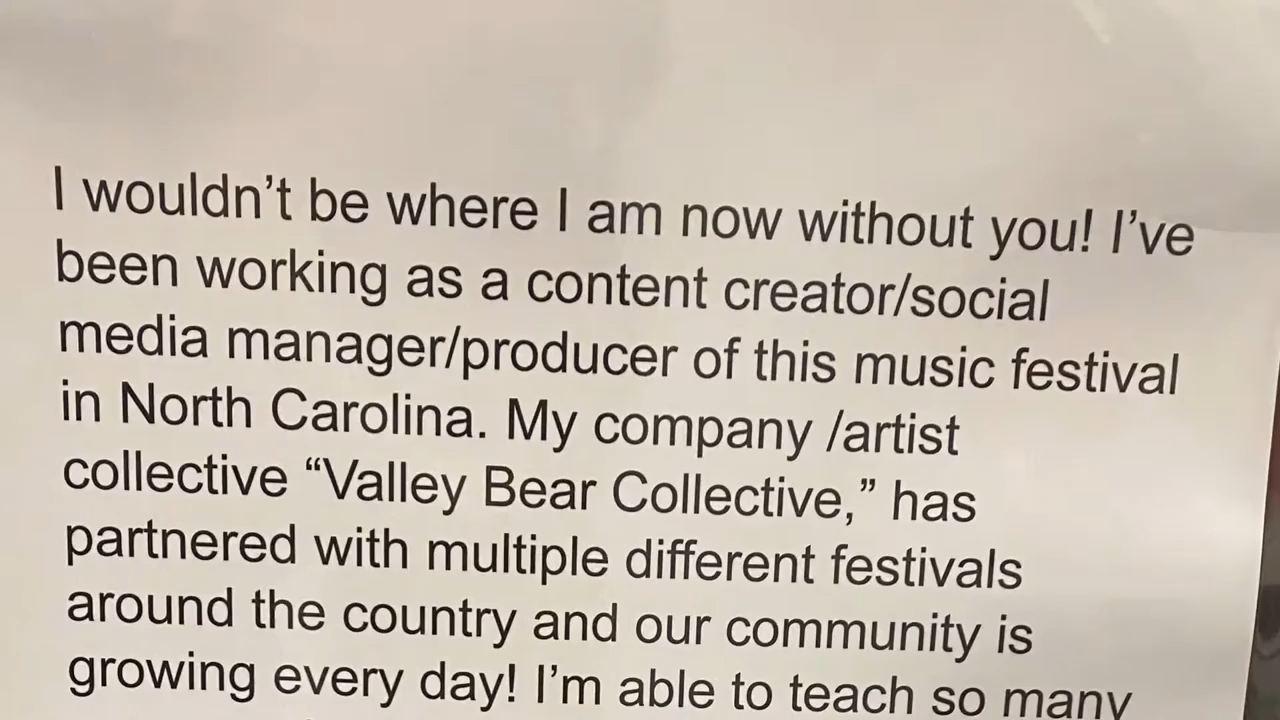 I wouldn’t be where I am now without you! I’ve
been working as a content creator/social
media manager/producer of this music festival
in North Carolina. My company /artist
collective “Valley Bear Collective,” has
partnered with multiple different festivals
around the country and our community is
growing every day! I’m able to teach so many